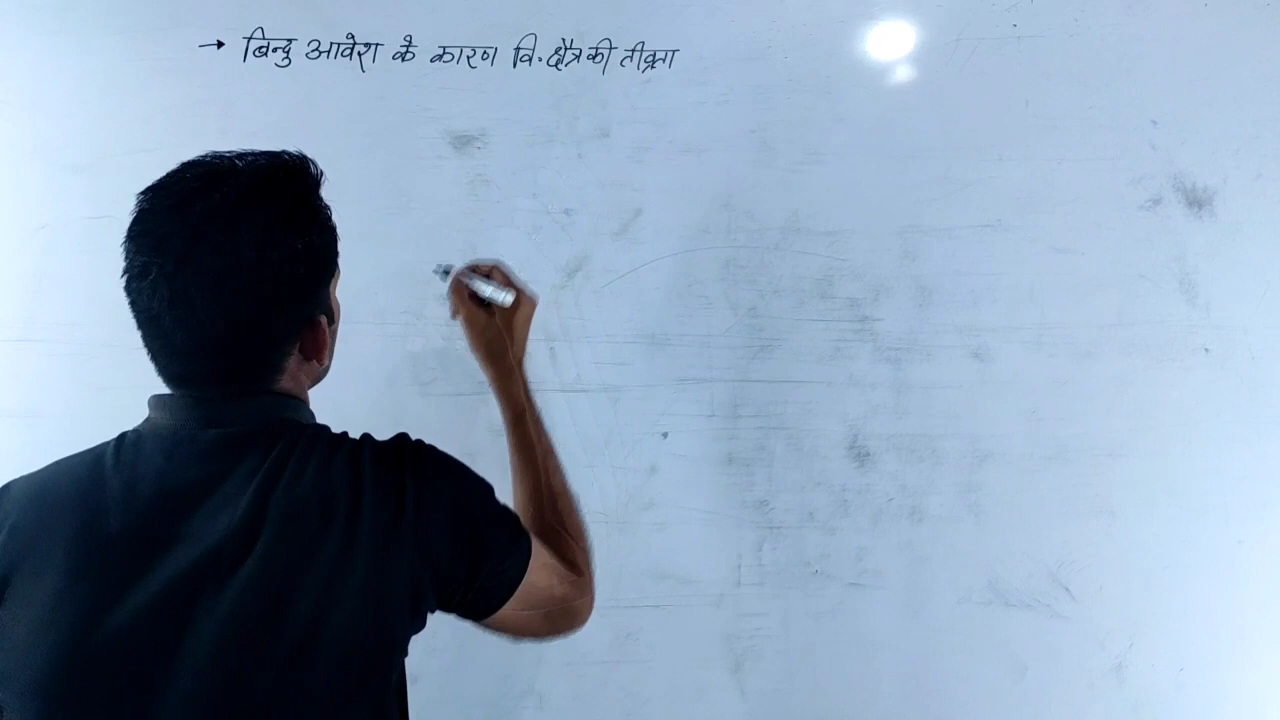 → बिन्दु आवेश के कारण वि. क्षैत्र की तीव्रता